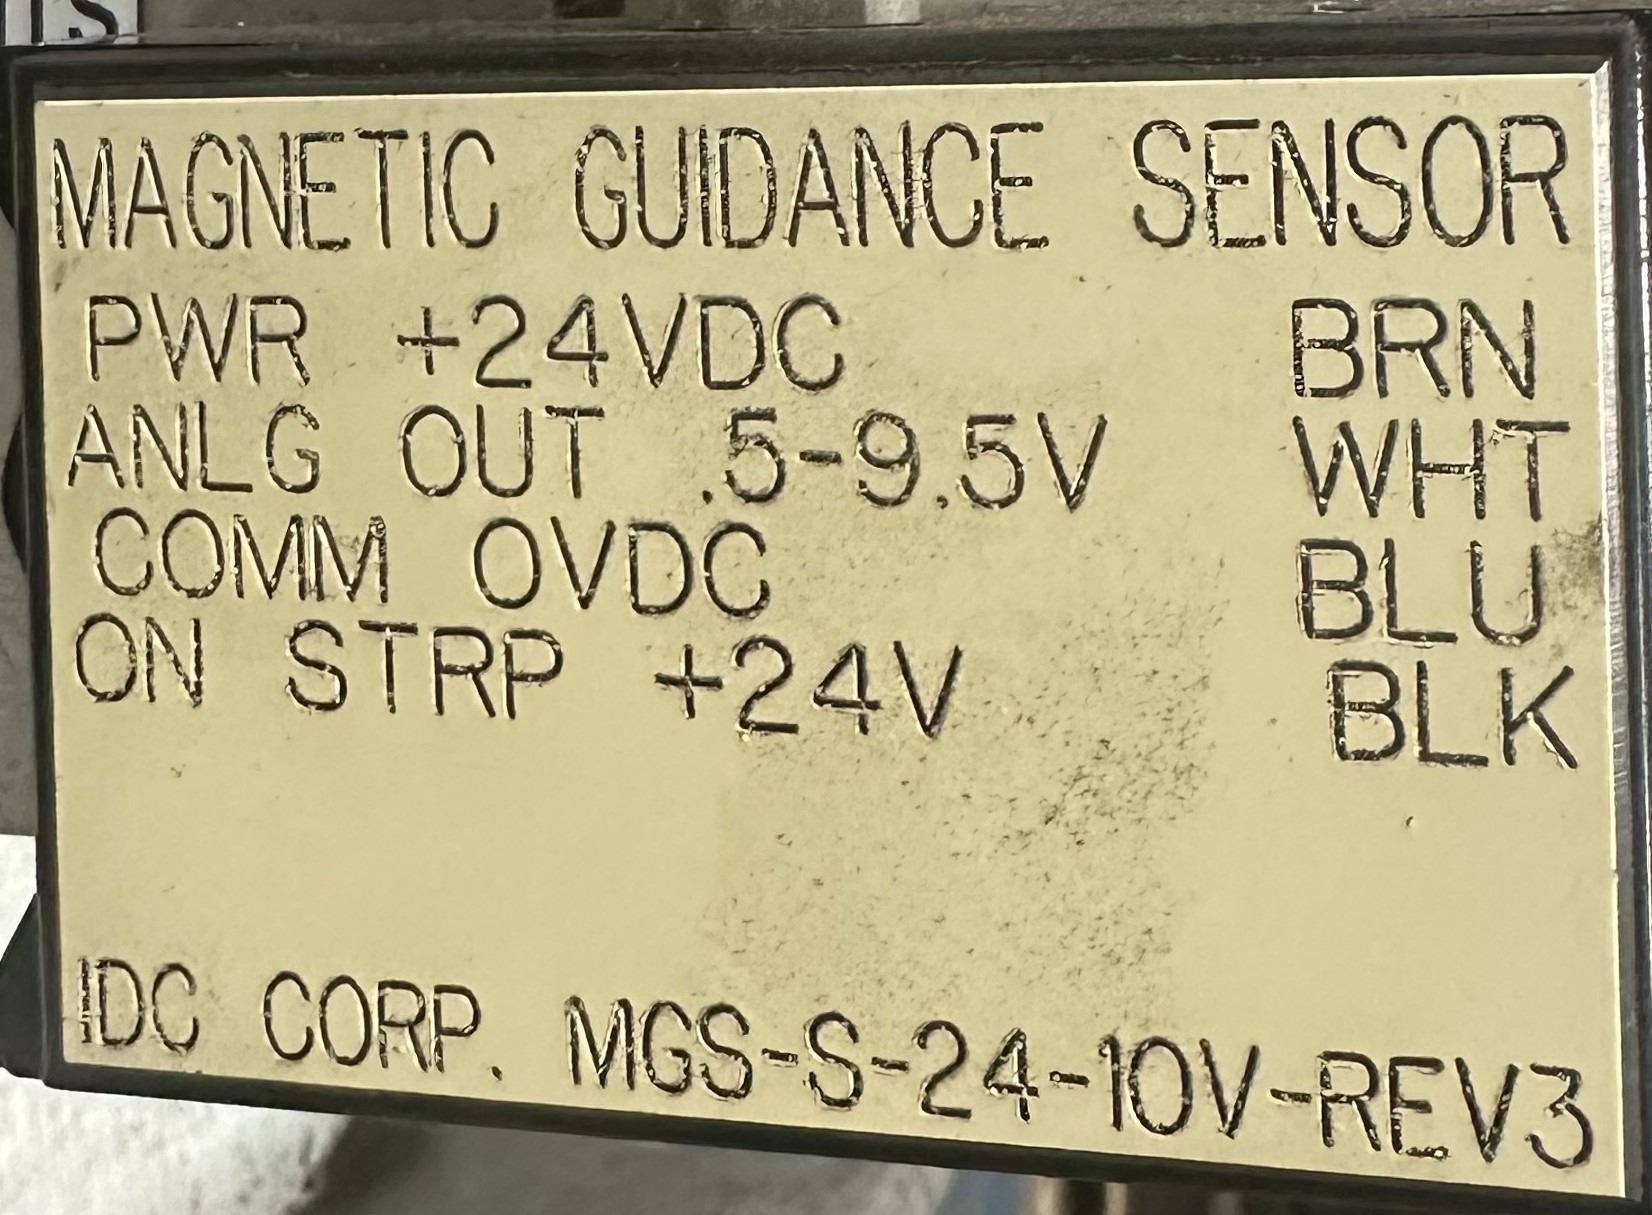 MAGNETIC GUIDANCE SENSOR
PWR +24VDC BRN
ANLG OUT .5-9.5V WHT
COMM 0VDC BLU
ON STRP +24V BLK
IDC CORP. MGS-S-24-10V-REV3